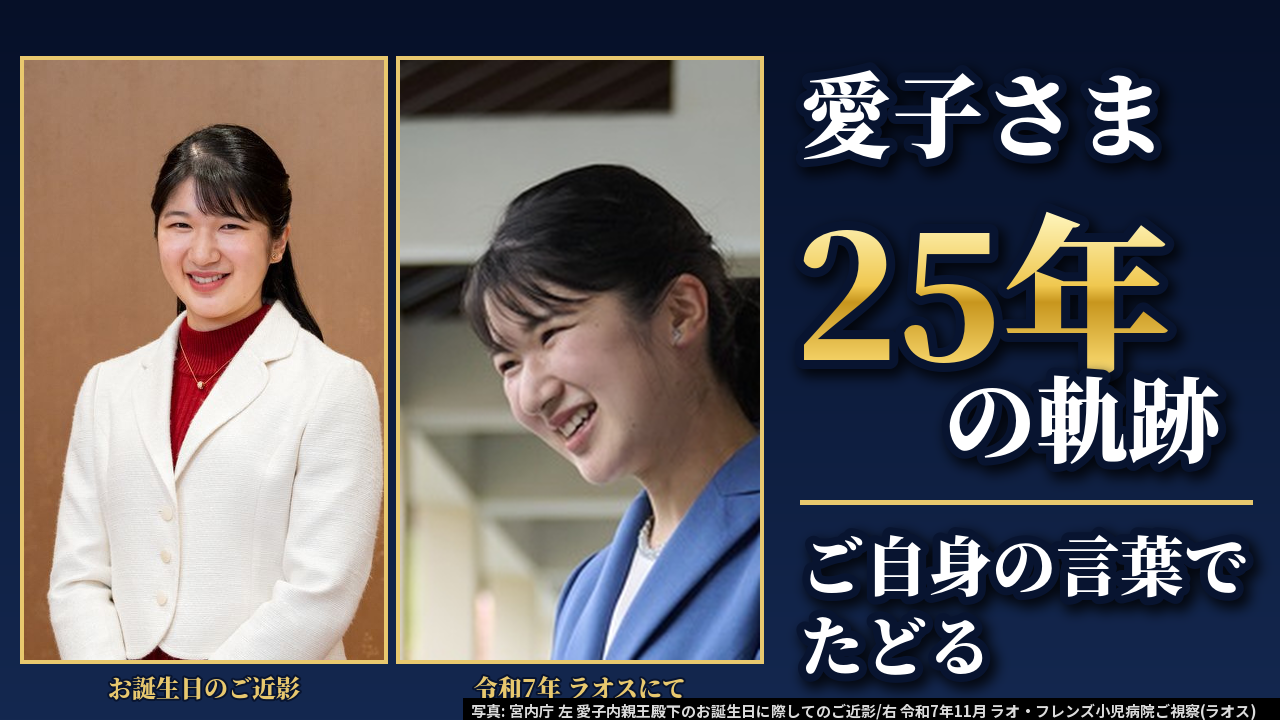 愛子さま
25年
の軌跡
ご自身の言葉で
たどる
お誕生日のご近影
令和7年 ラオスにて
写真: 宮内庁 左 愛子内親王殿下のお誕生日に際してのご近影/右 令和7年11月 ラオ・フレンズ小児病院ご視察(ラオス)